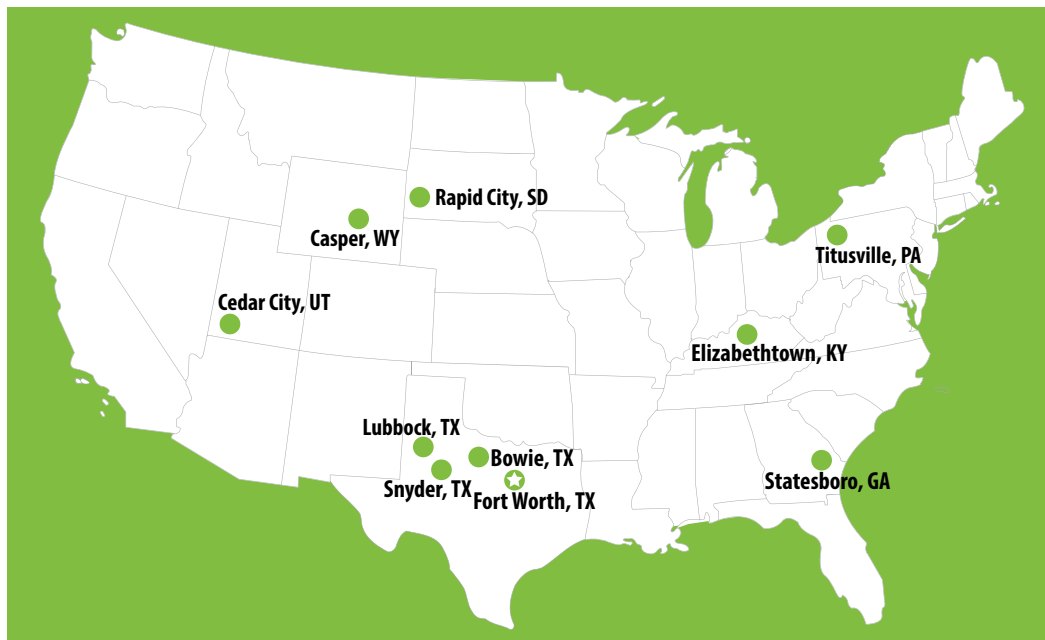 Rapid City, SD
Casper, WY
Titusville, PA
Cedar City, UT
Elizabethtown, KY
Lubbock, TX
Bowie, TX
Snyder, TX
Fort Worth, TX
Statesboro, GA